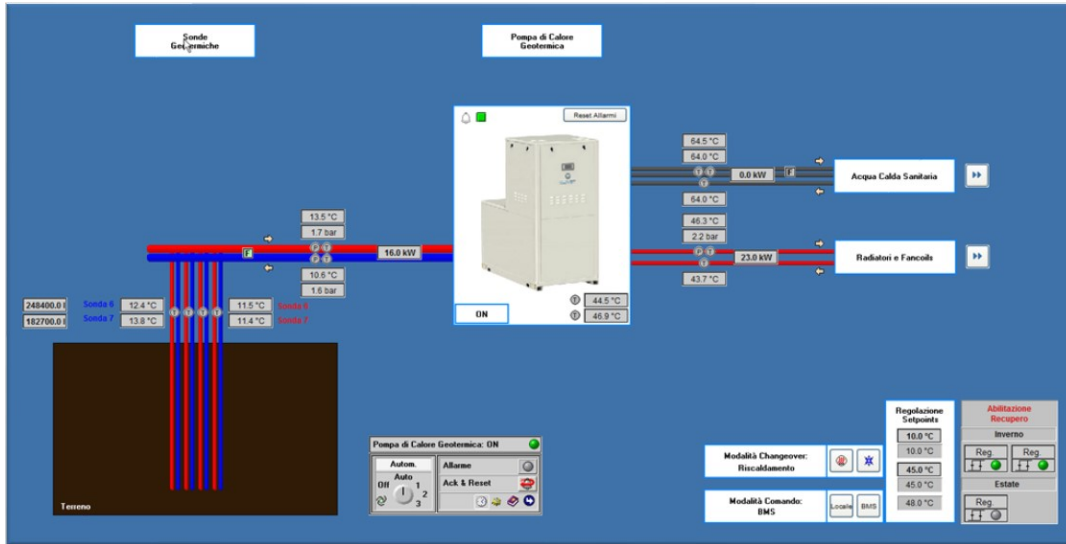 Sonde
Geotermiche
Pompa di Calore
Geotermica
Reset Allarmi
64.5 °C
64.0 °C
T
T
0.0 kW
F
T
Acqua Calda Sanitaria
64.0 °C
13.5 °C
1.7 bar
46.3 °C
2.2 bar
F
P
T
16.0 kW
P
T
P
T
23.0 kW
T
Radiatori e Fancoils
10.6 °C
1.6 bar
43.7 °C
248400.0 l
Sonda 6
12.4 °C
11.5 °C
Sonda 6
182700.0 l
Sonda 7
13.8 °C
T
T
T
T
11.4 °C
Sonda 7
ON
T
44.5 °C
T
46.9 °C
Terreno
Pompa di Calore Geotermica: ON
Autom.
Off
Auto
1
2
3
Allarme
Ack & Reset
Modalità Changeover:
Riscaldamento
Modalità Comando:
BMS
Locale
BMS
Regolazione
Setpoints
10.0 °C
10.0 °C
45.0 °C
45.0 °C
48.0 °C
Abilitazione
Recupero
Inverno
Reg.
Reg.
Estate
Reg.